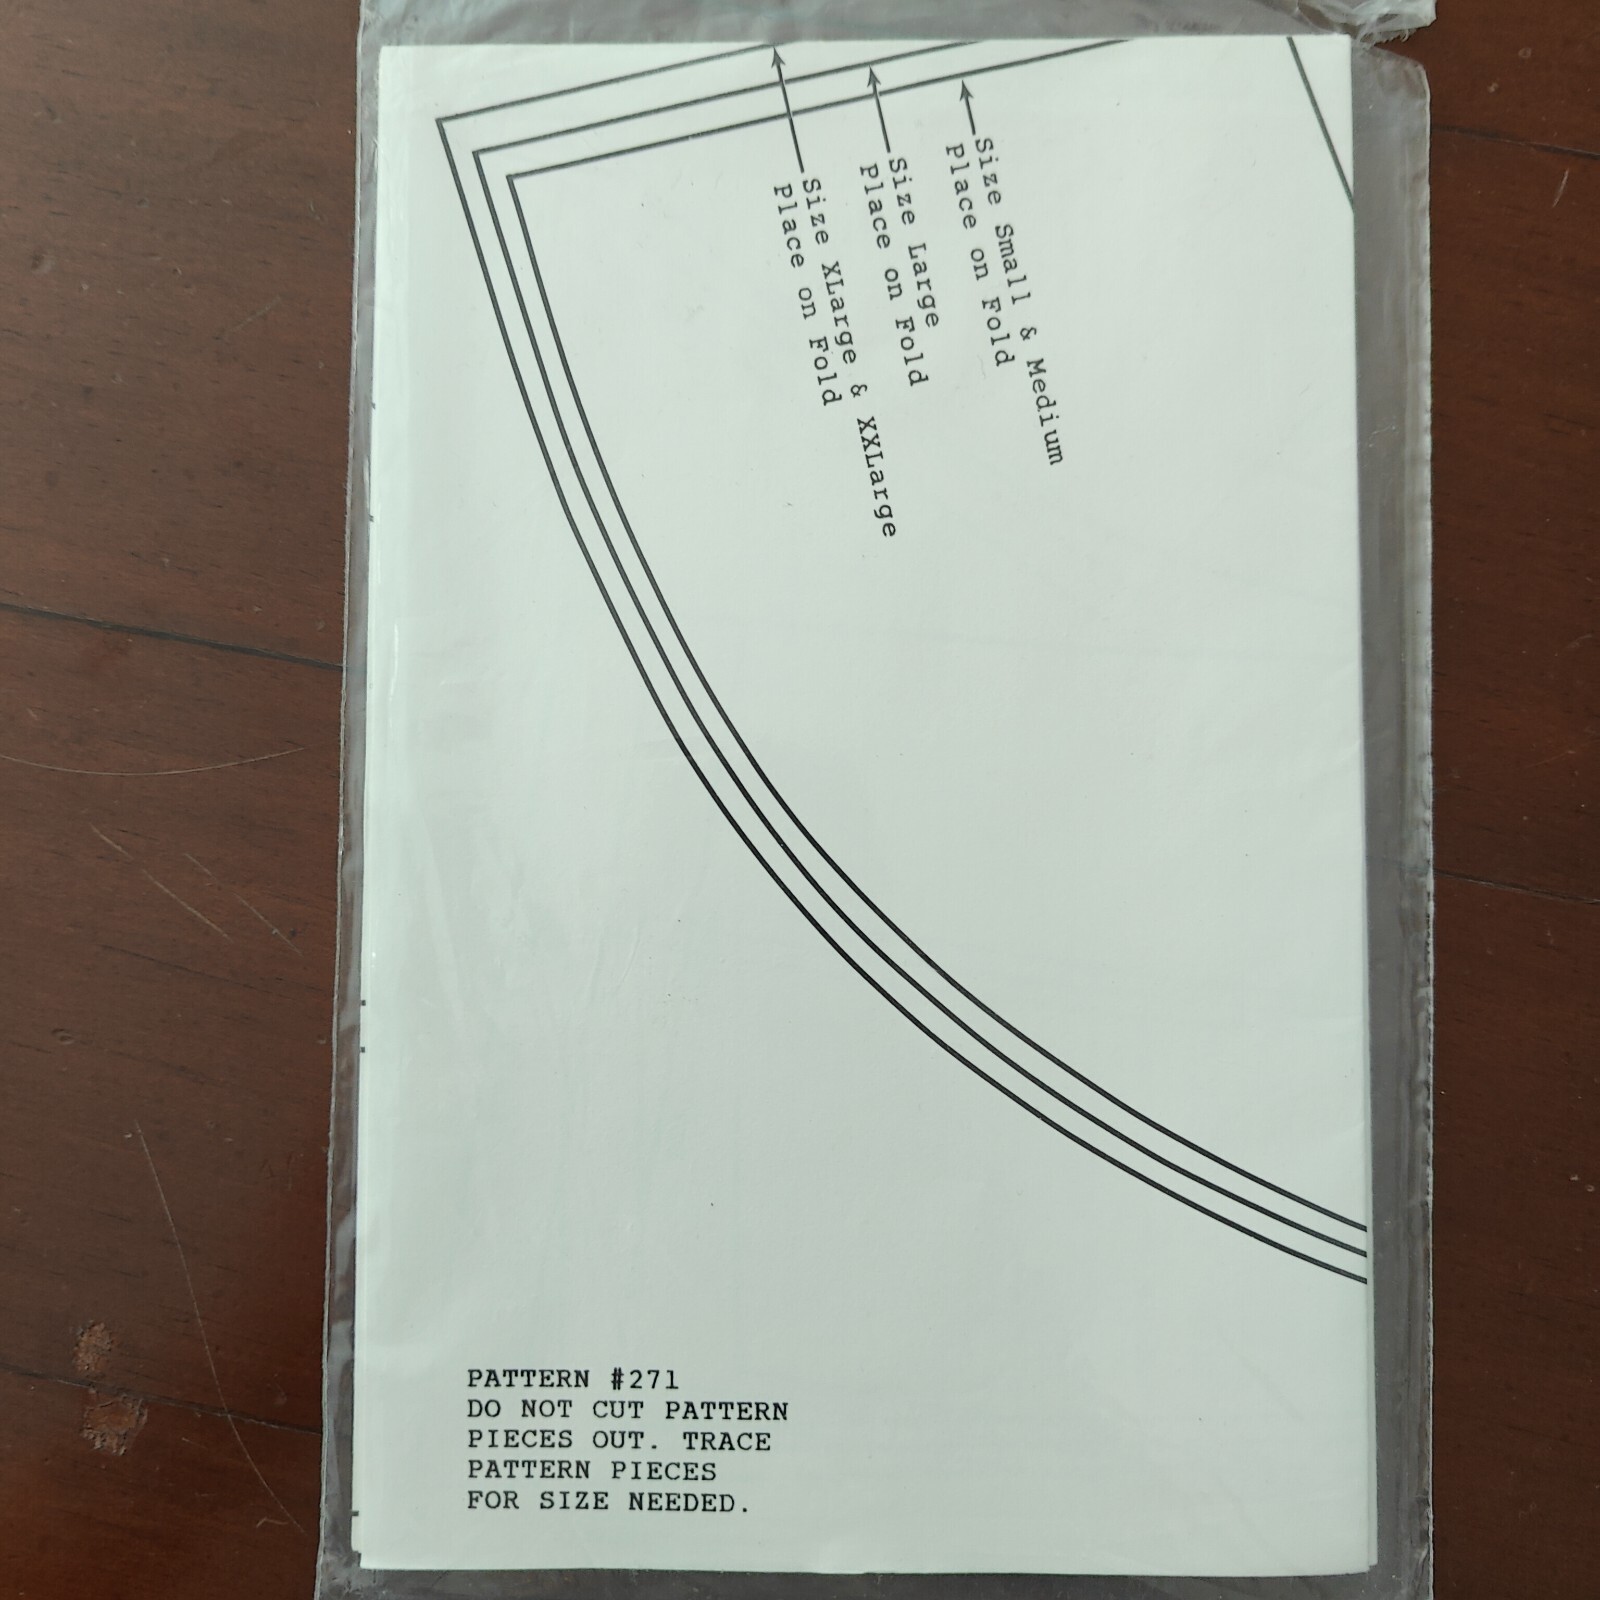 Size Small & Medium
Place on Fold
Size Large
Place on Fold
Size XLarge & XXLarge
Place on Fold
PATTERN #271
DO NOT CUT PATTERN
PIECES OUT. TRACE
PATTERN PIECES
FOR SIZE NEEDED.